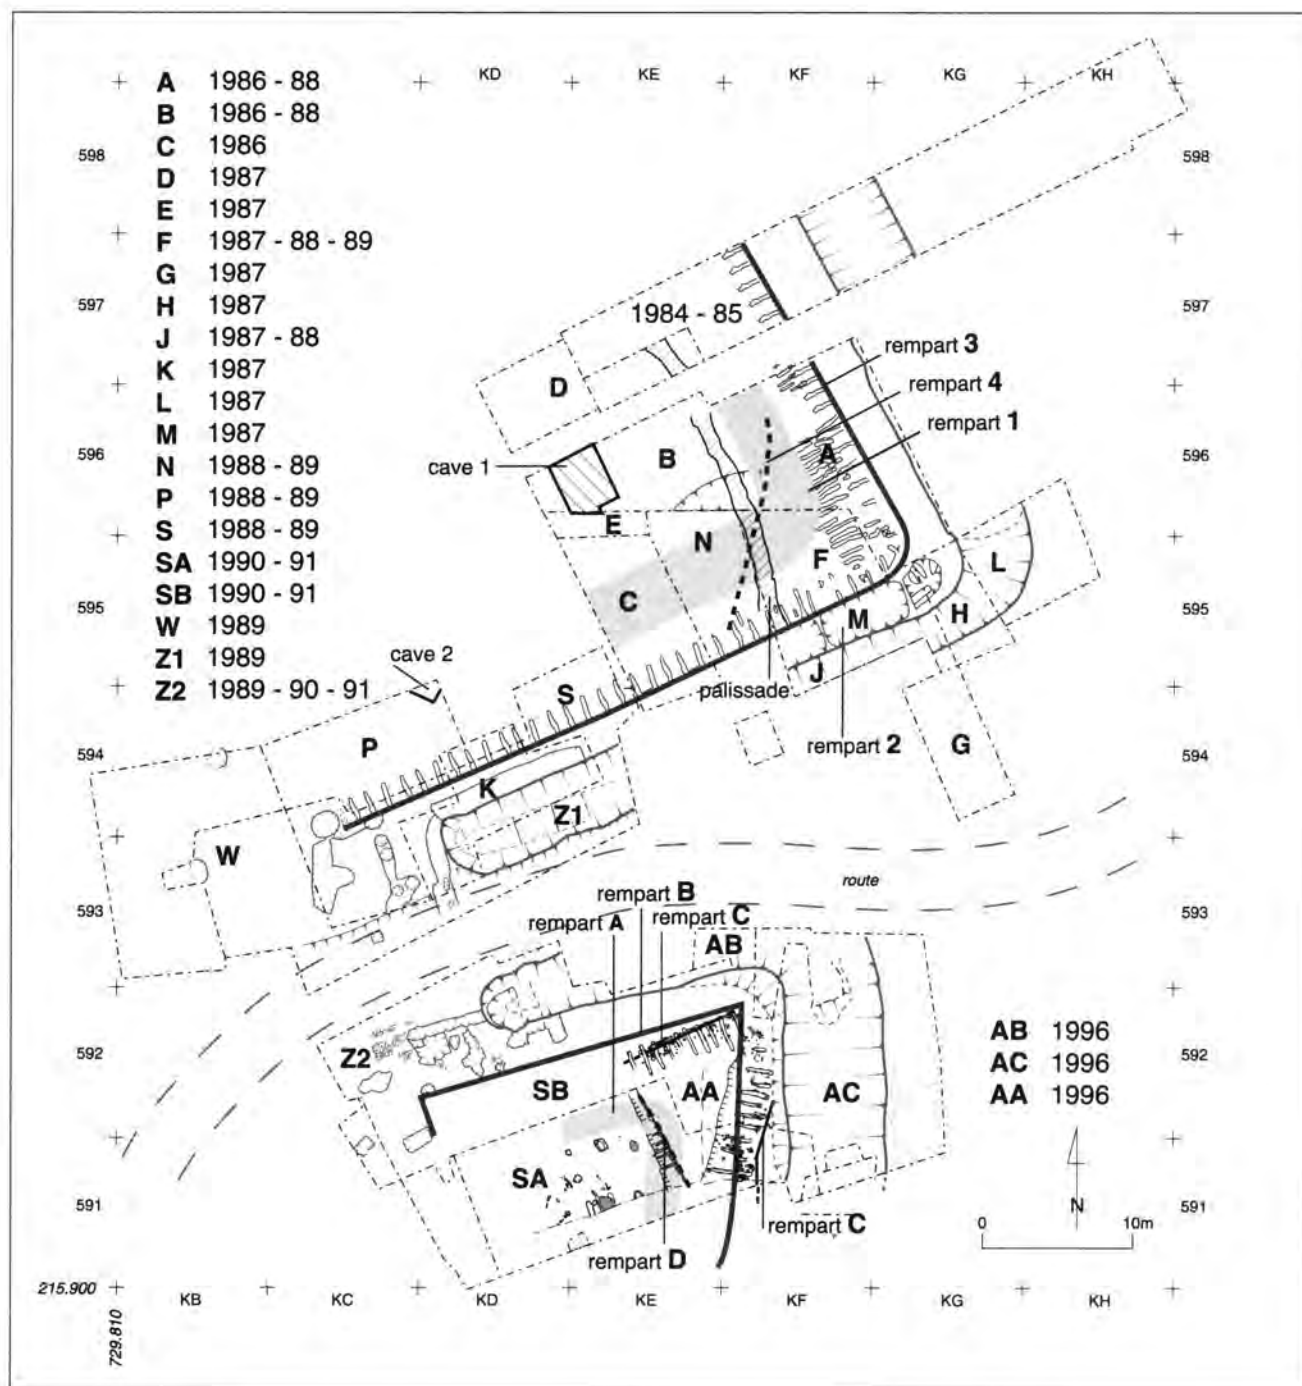 KD KE KF KG KH
A 1986 - 88
B 1986 - 88
C 1986
D 1987
E 1987
F 1987 - 88 - 89
G 1987
H 1987
J 1987 - 88
K 1987
L 1987
M 1987
N 1988 - 89
P 1988 - 89
S 1988 - 89
SA 1990 - 91
SB 1990 - 91
W 1989
Z1 1989
Z2 1989 - 90 - 91
598 598
597 597
1984 - 85
rempart 3
D
rempart 4
rempart 1
596 596
cave 1
B
A
E
N
F
L
C
595 595
M
H
cave 2
S
J
palissade
P
594 594
rempart 2
G
K
Z1
W
route
593 593
rempart B
rempart A
rempart C
AB
592 592
Z2
SB
AA
AC
AB 1996
AC 1996
AA 1996
SA
591 591
N
0 10m
rempart C
rempart D
215.900
729.810
KB KC KD KE KF KG KH